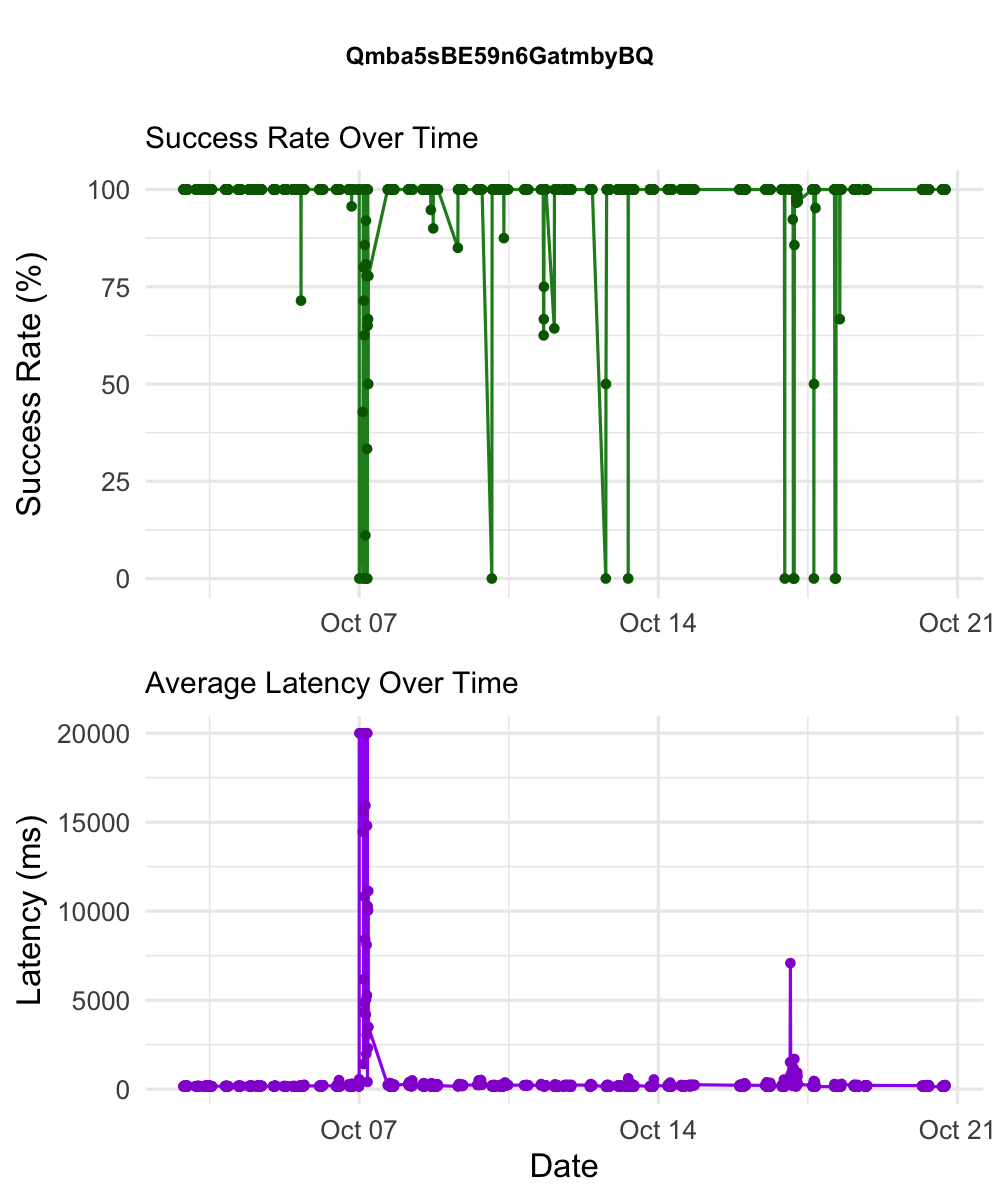 Qmba5sBE59n6GatmbyBQ
Success Rate Over Time
Success Rate (%)
100
75
50
25
0
Oct 07
Oct 14
Oct 21
Average Latency Over Time
Latency (ms)
20000
15000
10000
5000
0
Oct 07
Oct 14
Oct 21
Date